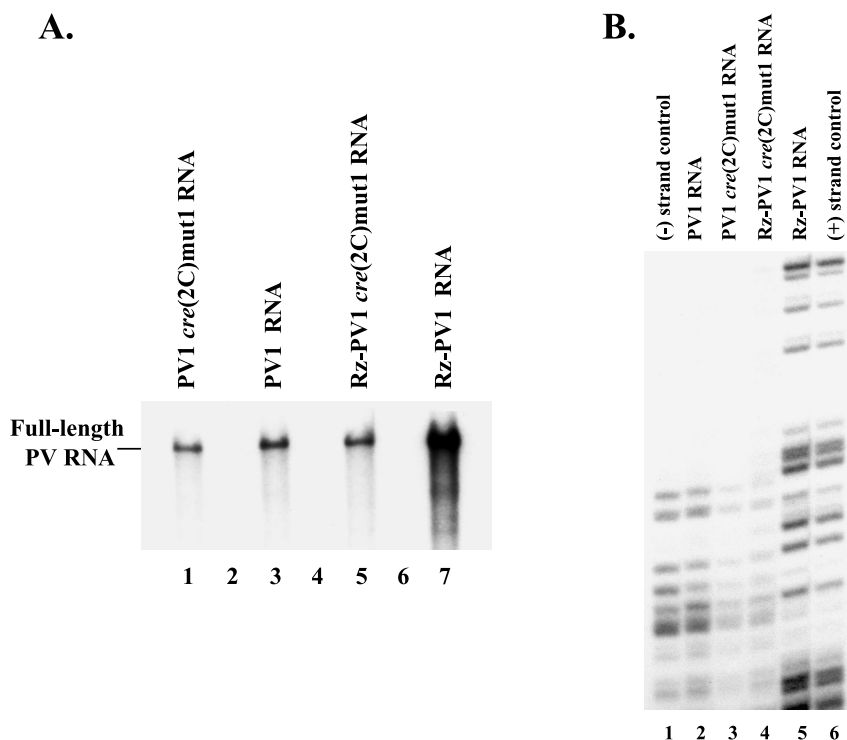 A.
PV1 cre(2C)mut1 RNA
PV1 RNA
Rz-PV1 cre(2C)mut1 RNA
Rz-PV1 RNA
Full-length
PV RNA
1 2 3 4 5 6 7
B.
(-) strand control
PV1 RNA
PV1 cre(2C)mut1 RNA
Rz-PV1 cre(2C)mut1 RNA
Rz-PV1 RNA
(+) strand control
1 2 3 4 5 6